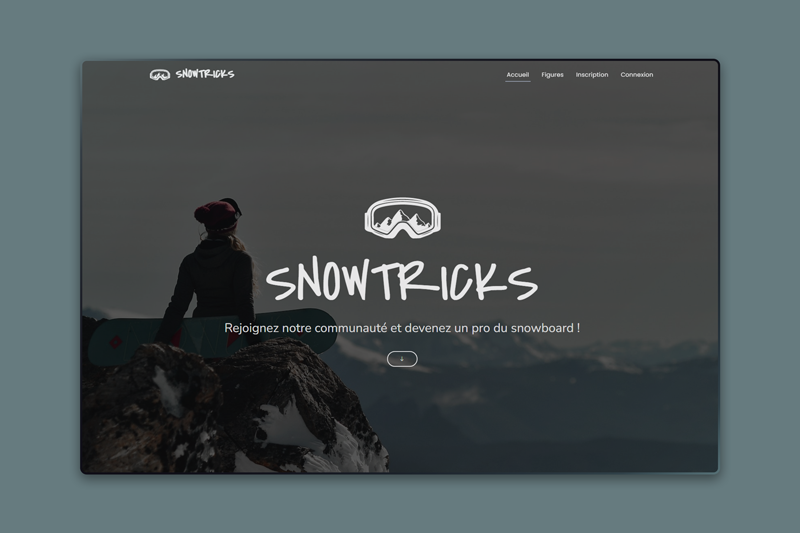 SNOWTRICKS
Accueil Figures Inscription Connexion
SNOWTRICKS
Rejoignez notre communauté et devenez un pro du snowboard !